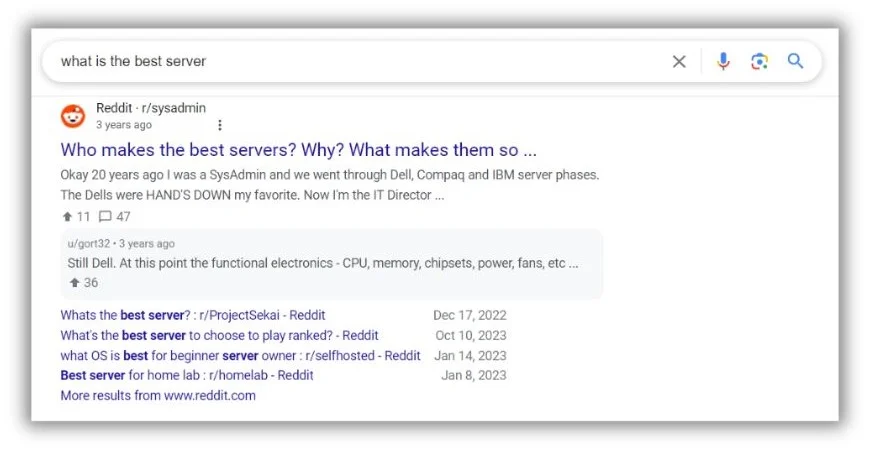 what is the best server
Reddit · r/sysadmin
3 years ago
Who makes the best servers? Why? What makes them so ...
Okay 20 years ago I was a SysAdmin and we went through Dell, Compaq and IBM server phases.
The Dells were HAND'S DOWN my favorite. Now I'm the IT Director ...
11 47
u/gort32 • 3 years ago
Still Dell. At this point the functional electronics - CPU, memory, chipsets, power, fans, etc ...
36
Whats the best server? : r/ProjectSekai - Reddit Dec 17, 2022
What's the best server to choose to play ranked? - Reddit Oct 10, 2023
what OS is best for beginner server owner : r/selfhosted - Reddit Jan 14, 2023
Best server for home lab : r/homelab - Reddit Jan 8, 2023
More results from www.reddit.com